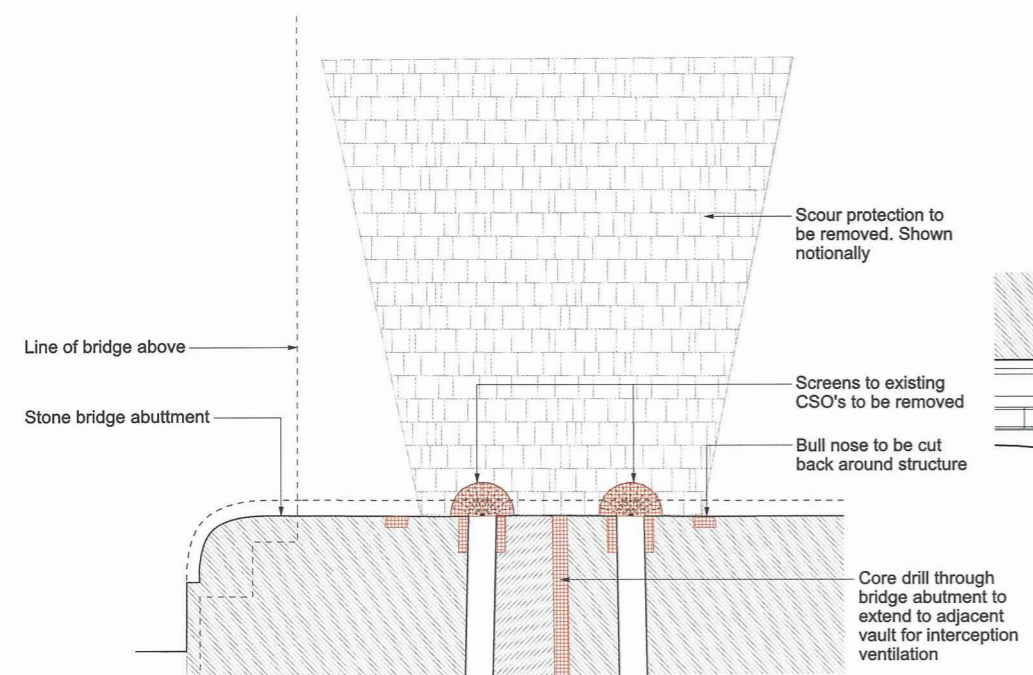 Scour protection to
be removed. Shown
notionally
Line of bridge above
Screens to existing
CSO's to be removed
Stone bridge abuttment
Bull nose to be cut
back around structure
Core drill through
bridge abutment to
extend to adjacent
vault for interception
ventilation